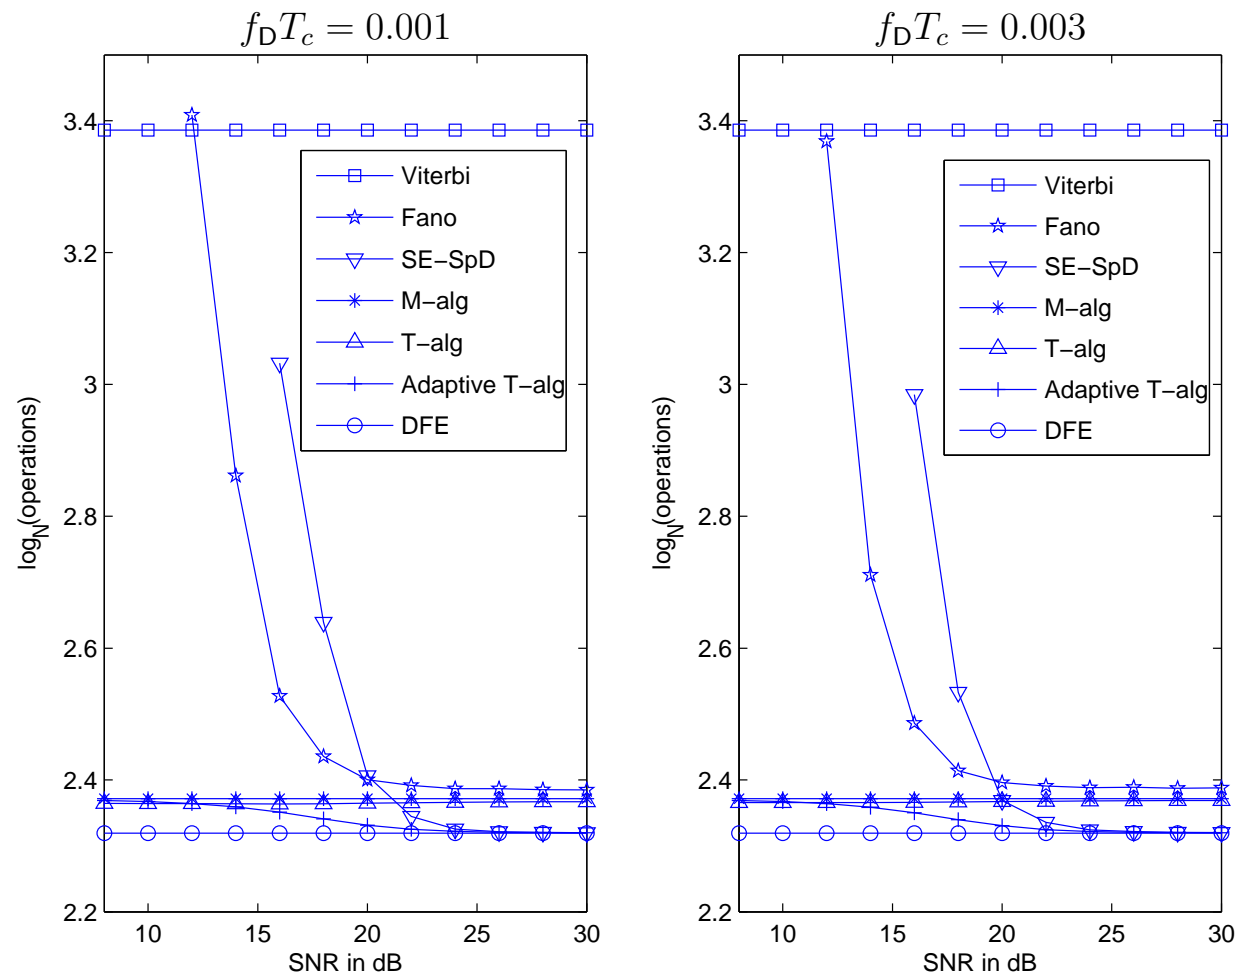 f_D T_c = 0.001
3.4
3.2
3
2.8
2.6
2.4
2.2
log_N(operations)
Viterbi
Fano
SE−SpD
M−alg
T−alg
Adaptive T−alg
DFE
10 15 20 25 30
SNR in dB
f_D T_c = 0.003
3.4
3.2
3
2.8
2.6
2.4
2.2
log_N(operations)
Viterbi
Fano
SE−SpD
M−alg
T−alg
Adaptive T−alg
DFE
10 15 20 25 30
SNR in dB